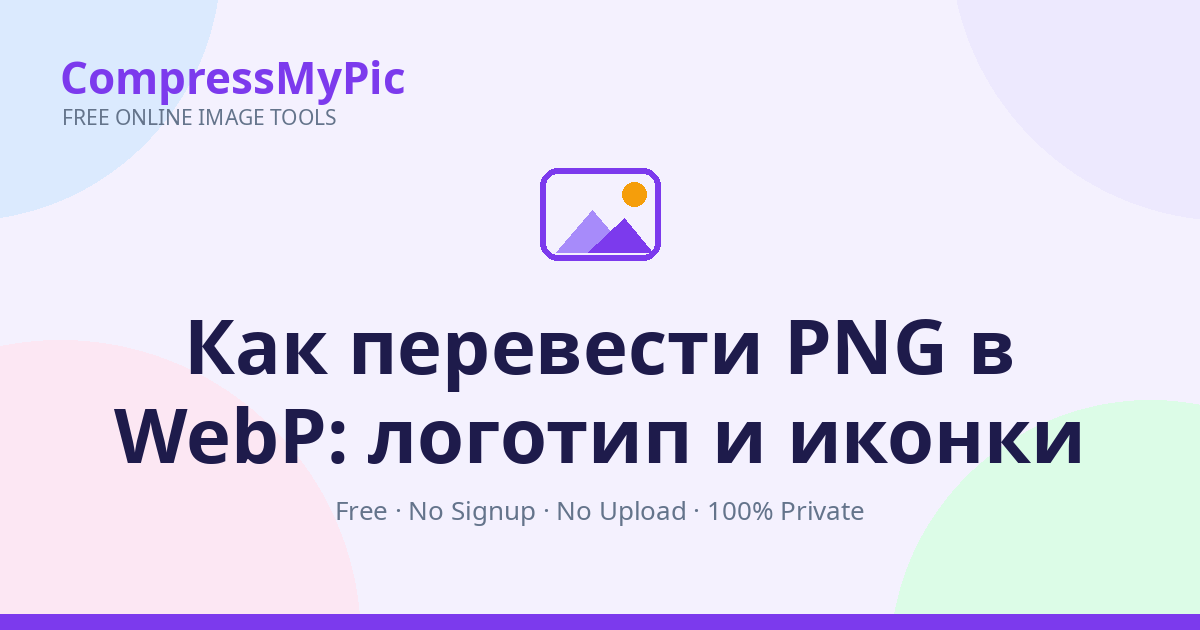 CompressMyPic
FREE ONLINE IMAGE TOOLS
Как перевести PNG в
WebP: логотип и иконки
Free · No Signup · No Upload · 100% Private